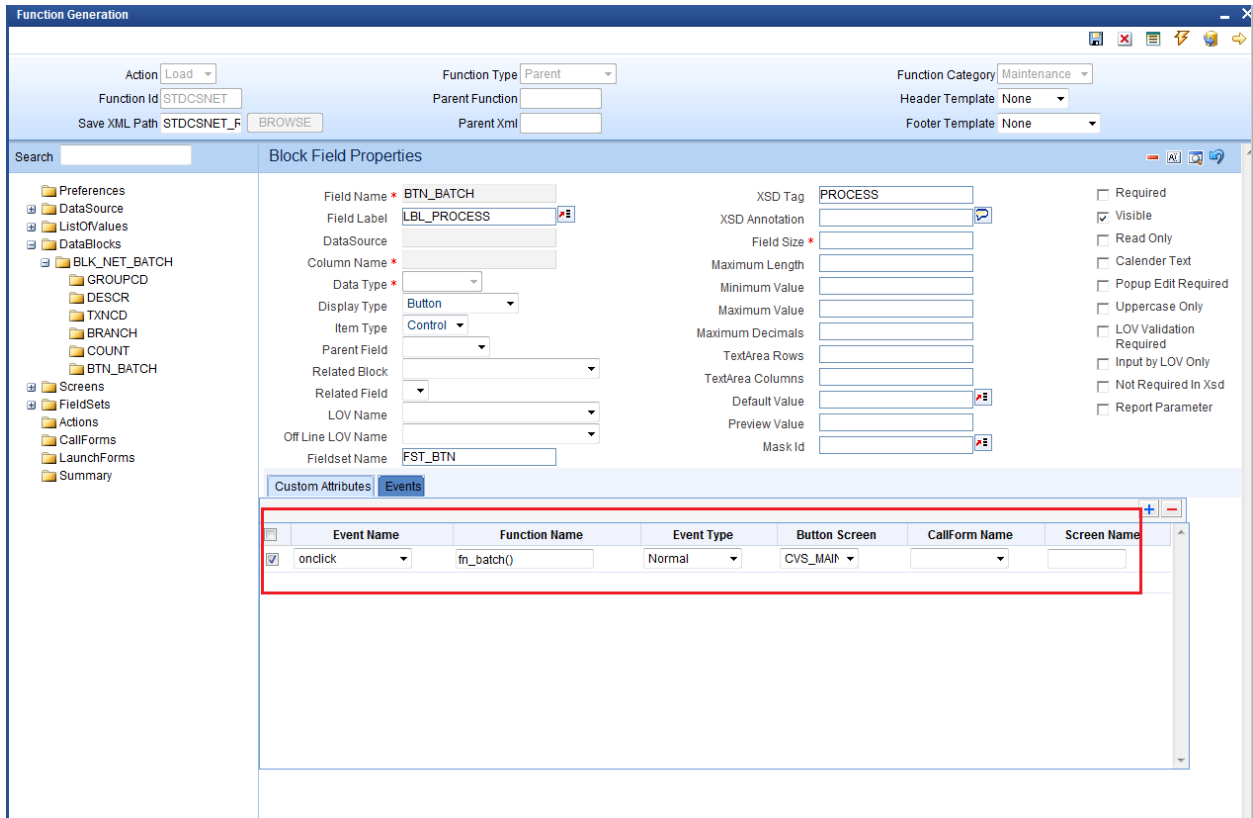 Function Generation
Action Load Function Type Parent Function Category Maintenance
Function Id STDCSNET Parent Function Header Template None
Save XML Path STDCSNET_R BROWSE Parent Xml Footer Template None
Search Block Field Properties
Preferences
DataSource
ListOfValues
DataBlocks
BLK_NET_BATCH
GROUPCD
DESCR
TXNCD
BRANCH
COUNT
BTN_BATCH
Screens
FieldSets
Actions
CallForms
LaunchForms
Summary
Field Name * BTN_BATCH
Field Label LBL_PROCESS
DataSource
Column Name *
Data Type *
Display Type Button
Item Type Control
Parent Field
Related Block
Related Field
LOV Name
Off Line LOV Name
Fieldset Name FST_BTN
XSD Tag PROCESS
XSD Annotation
Field Size *
Maximum Length
Minimum Value
Maximum Value
Maximum Decimals
TextArea Rows
TextArea Columns
Default Value
Preview Value
Mask Id
Required
Visible
Read Only
Calender Text
Popup Edit Required
Uppercase Only
LOV Validation
Required
Input by LOV Only
Not Required In Xsd
Report Parameter
Custom Attributes Events
Event Name Function Name Event Type Button Screen CallForm Name Screen Name
onclick fn_batch() Normal CVS_MAIN